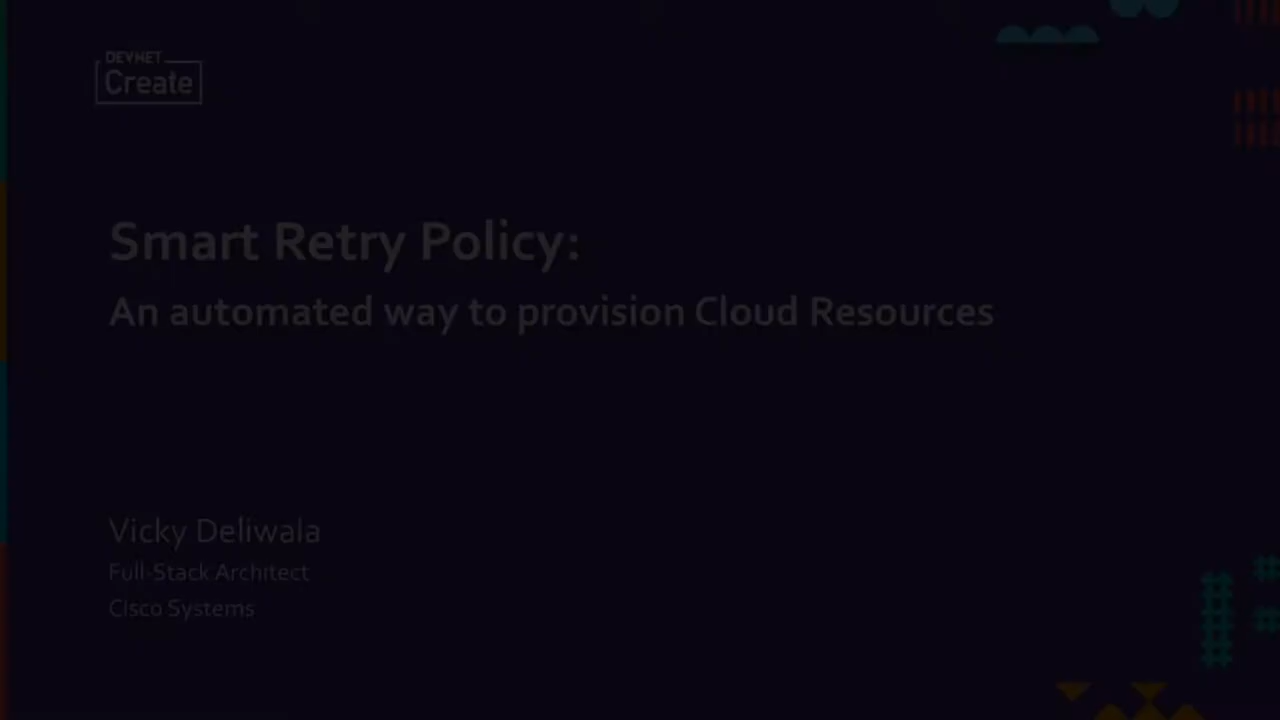 DEVNET
Create
Smart Retry Policy:
An automated way to provision Cloud Resources
Vicky Deliwala
Full-Stack Architect
Cisco Systems